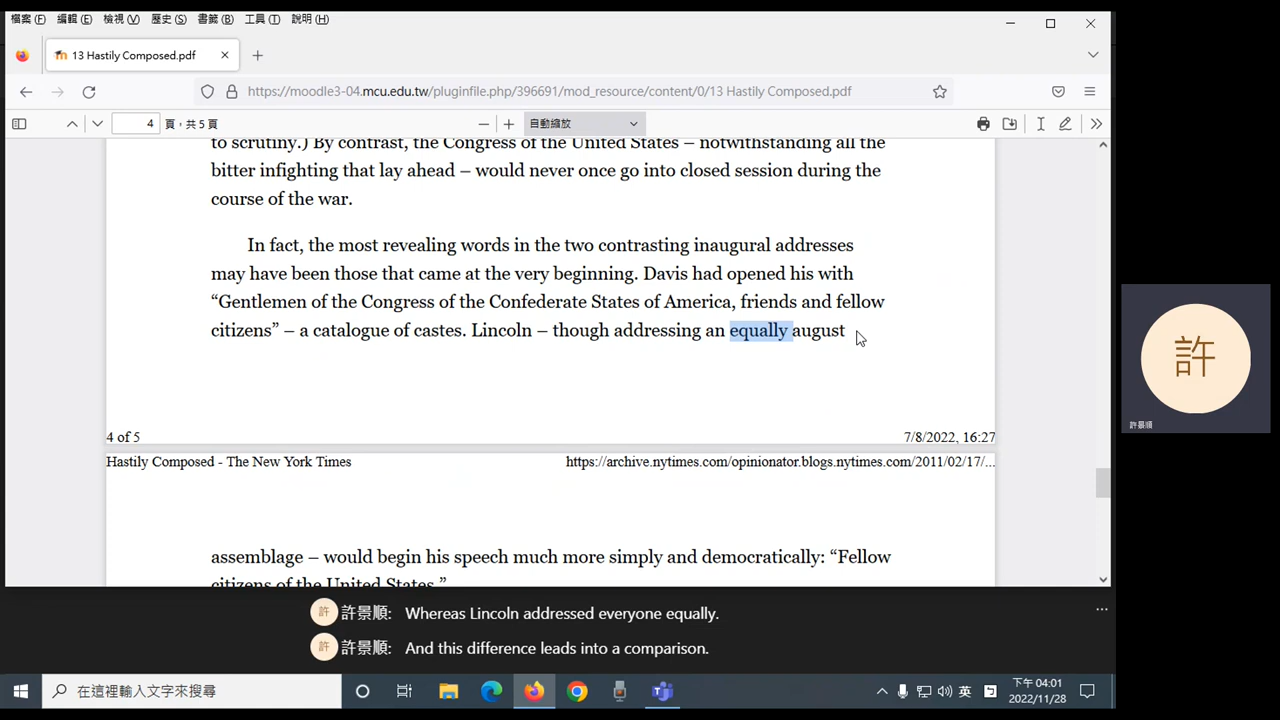 檔案(F) 編輯(E) 檢視(V) 歷史(S) 書籤(B) 工具(T) 說明(H)
13 Hastily Composed.pdf
https://moodle3-04.mcu.edu.tw/pluginfile.php/396691/mod_resource/content/0/13 Hastily Composed.pdf
4 頁，共 5 頁 自動縮放
to scrutiny.) By contrast, the Congress of the United States – notwithstanding all the
bitter infighting that lay ahead – would never once go into closed session during the
course of the war.
In fact, the most revealing words in the two contrasting inaugural addresses
may have been those that came at the very beginning. Davis had opened his with
“Gentlemen of the Congress of the Confederate States of America, friends and fellow
citizens” – a catalogue of castes. Lincoln – though addressing an equally august
4 of 5 7/8/2022, 16:27
Hastily Composed - The New York Times https://archive.nytimes.com/opinionator.blogs.nytimes.com/2011/02/17/...
assemblage – would begin his speech much more simply and democratically: “Fellow
citizens of the United States.”
許 許景順: Whereas Lincoln addressed everyone equally.
許 許景順: And this difference leads into a comparison.
許
許景順
在這裡輸入文字來搜尋
英
下午 04:01
2022/11/28